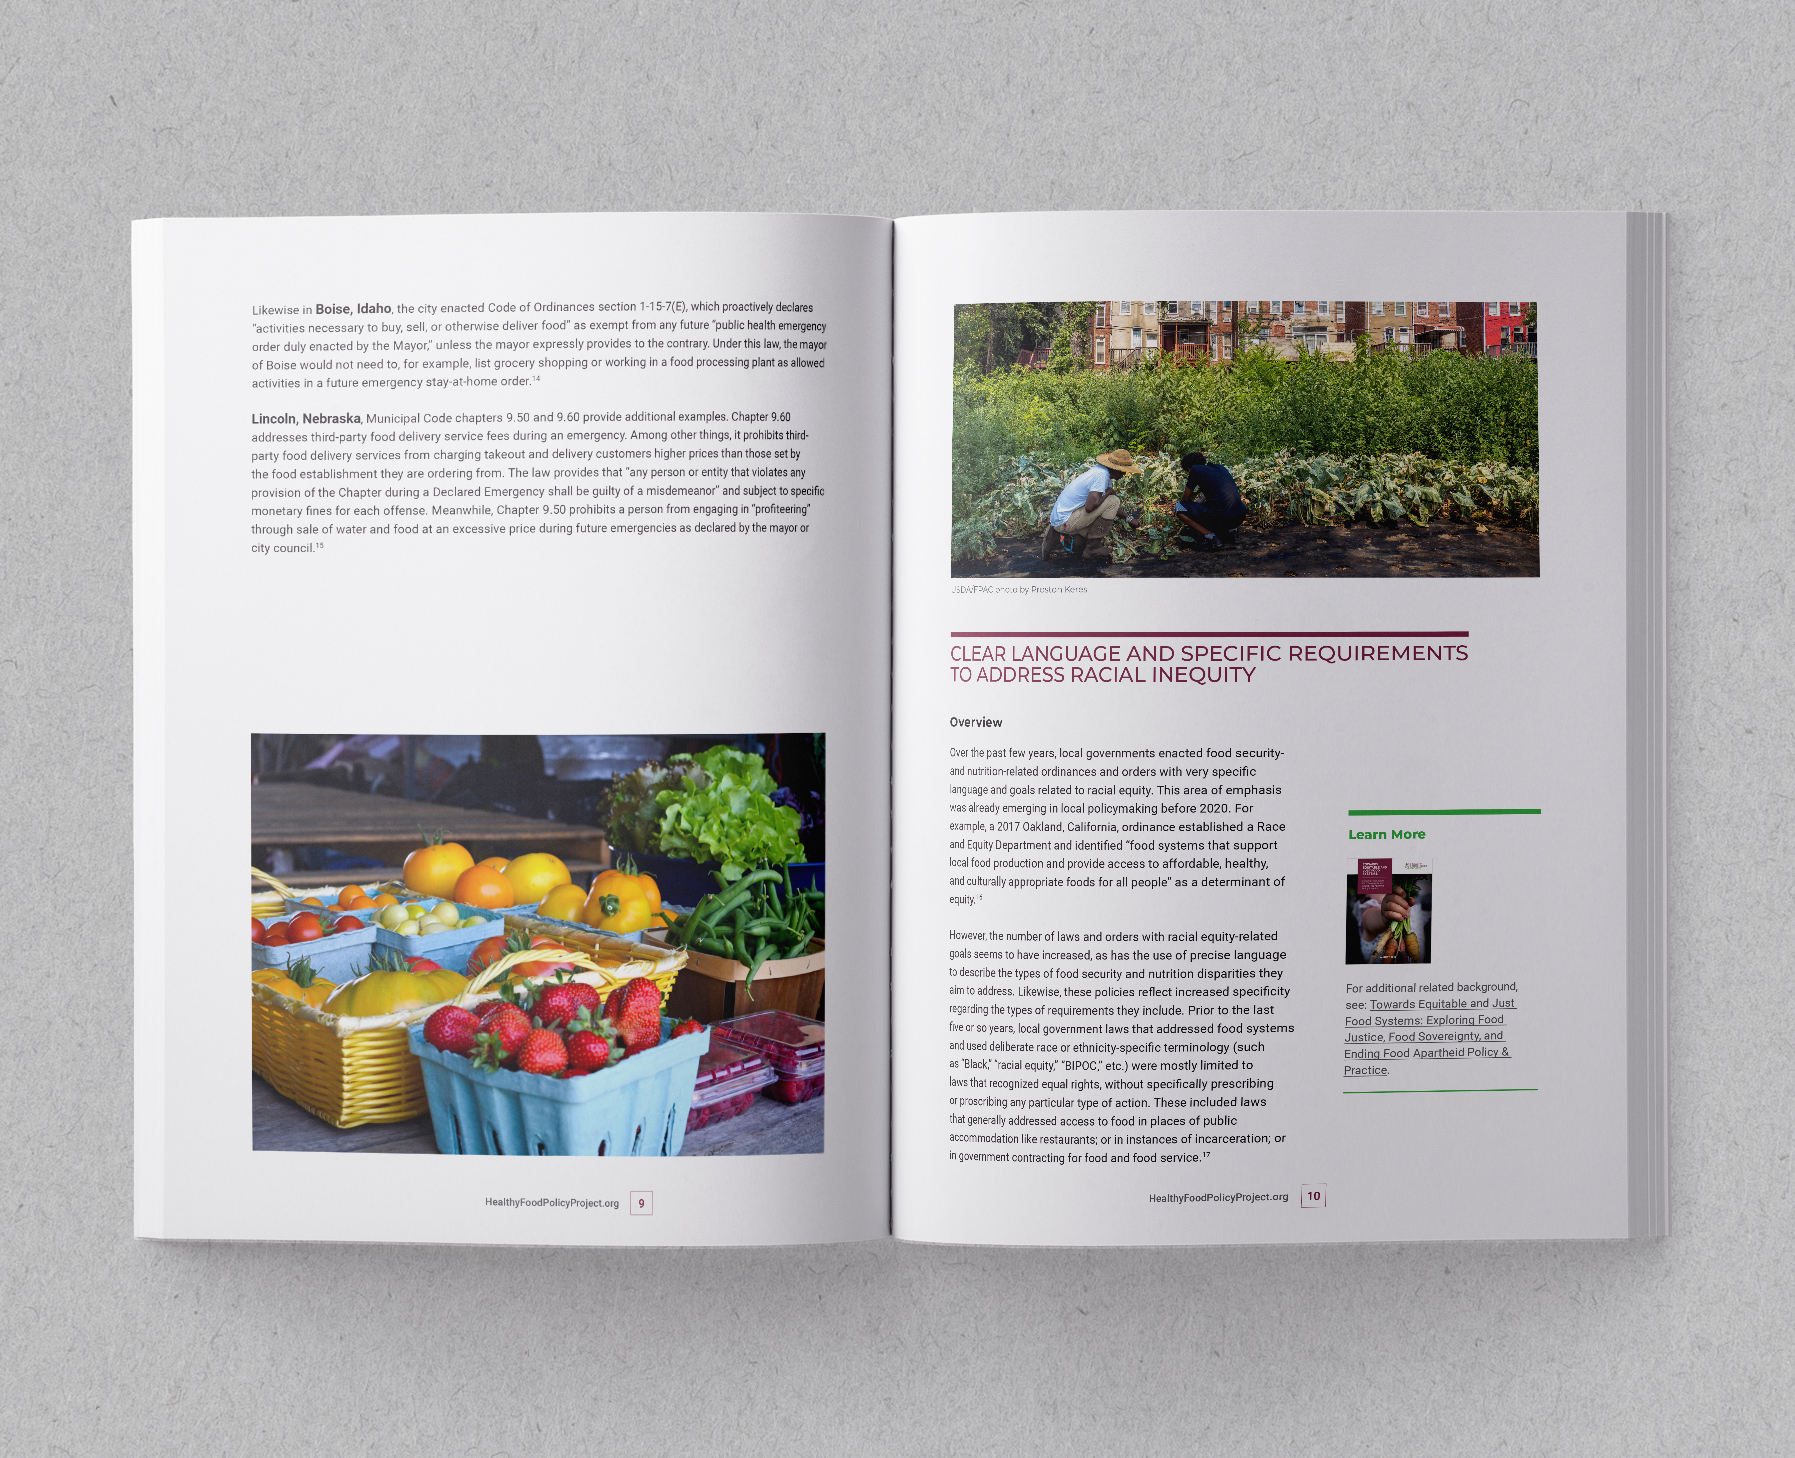 Likewise in Boise, Idaho, the city enacted Code of Ordinances section 1-15-7(E), which proactively declares
“activities necessary to buy, sell, or otherwise deliver food” as exempt from any future “public health emergency
order duly enacted by the Mayor,” unless the mayor expressly provides to the contrary. Under this law, the mayor
of Boise would not need to, for example, list grocery shopping or working in a food processing plant as allowed
activities in a future emergency stay-at-home order.14
Lincoln, Nebraska, Municipal Code chapters 9.50 and 9.60 provide additional examples. Chapter 9.60
addresses third-party food delivery service fees during an emergency. Among other things, it prohibits third-
party food delivery services from charging takeout and delivery customers higher prices than those set by
the food establishment they are ordering from. The law provides that “any person or entity that violates any
provision of the Chapter during a Declared Emergency shall be guilty of a misdemeanor” and subject to specific
monetary fines for each offense. Meanwhile, Chapter 9.50 prohibits a person from engaging in “profiteering”
through sale of water and food at an excessive price during future emergencies as declared by the mayor or
city council.15
HealthyFoodPolicyProject.org 9
USDA/FPAC photo by Preston Keres
CLEAR LANGUAGE AND SPECIFIC REQUIREMENTS
TO ADDRESS RACIAL INEQUITY
Overview
Over the past few years, local governments enacted food security-
and nutrition-related ordinances and orders with very specific
language and goals related to racial equity. This area of emphasis
was already emerging in local policymaking before 2020. For
example, a 2017 Oakland, California, ordinance established a Race
and Equity Department and identified “food systems that support
local food production and provide access to affordable, healthy,
and culturally appropriate foods for all people” as a determinant of
equity.16
However, the number of laws and orders with racial equity-related
goals seems to have increased, as has the use of precise language
to describe the types of food security and nutrition disparities they
aim to address. Likewise, these policies reflect increased specificity
regarding the types of requirements they include. Prior to the last
five or so years, local government laws that addressed food systems
and used deliberate race or ethnicity-specific terminology (such
as “Black,” “racial equity,” “BIPOC,” etc.) were mostly limited to
laws that recognized equal rights, without specifically prescribing
or proscribing any particular type of action. These included laws
that generally addressed access to food in places of public
accommodation like restaurants; or in instances of incarceration; or
in government contracting for food and food service.17
Learn More
For additional related background,
see: Towards Equitable and Just
Food Systems: Exploring Food
Justice, Food Sovereignty, and
Ending Food Apartheid Policy &
Practice.
HealthyFoodPolicyProject.org 10